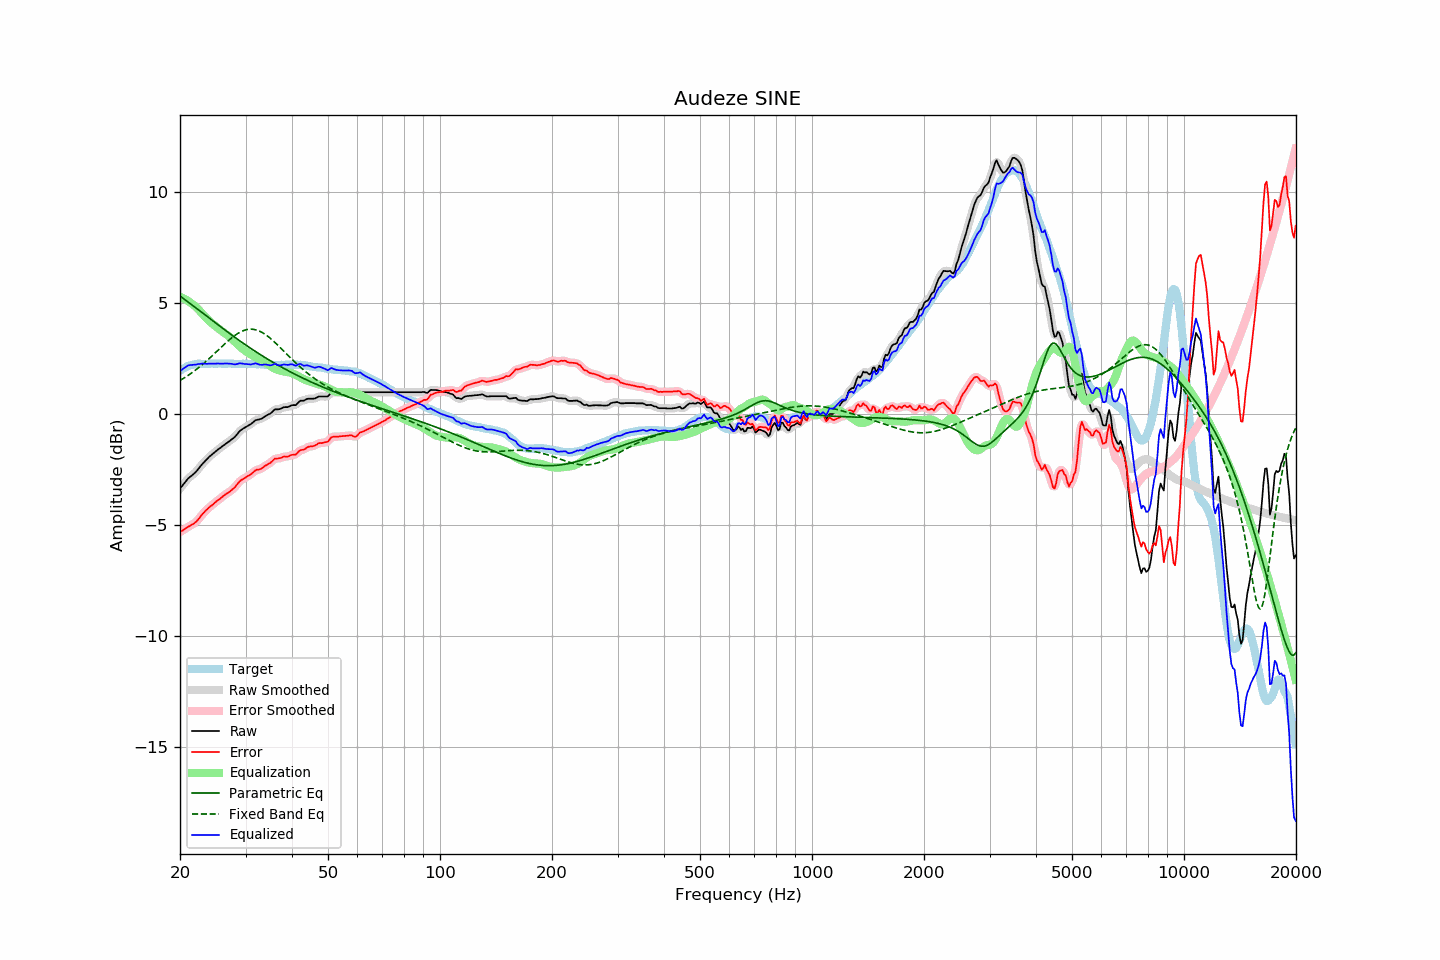 Audeze SINE
Amplitude (dBr)
10
5
0
−5
−10
−15
Target
Raw Smoothed
Error Smoothed
Raw
Error
Equalization
Parametric Eq
Fixed Band Eq
Equalized
20 50 100 200 500 1000 2000 5000 10000 20000
Frequency (Hz)